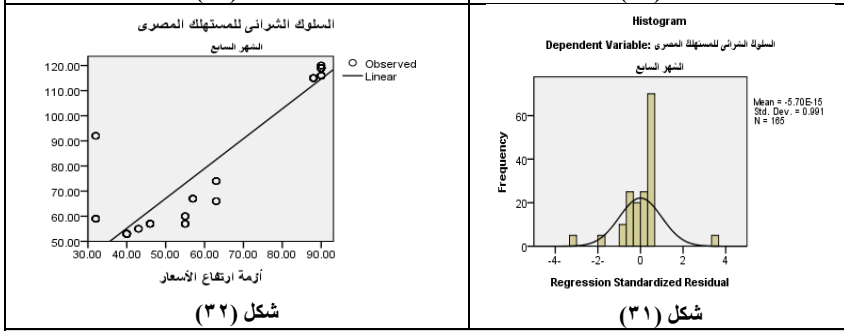 Histogram
Dependent Variable: السلوك الشرائى للمستهلك المصرى
الشهر السابع
Mean = -5.70E-15
Std. Dev. = 0.991
N = 165
Frequency
60
40
20
0
-4
-2
0
2
4
Regression Standardized Residual
شكل (٣١)
السلوك الشرائى للمستهلك المصرى
الشهر السابع
Observed
Linear
120.00
110.00
100.00
90.00
80.00
70.00
60.00
50.00
30.00 40.00 50.00 60.00 70.00 80.00 90.00
أزمة ارتفاع الأسعار
شكل (٣٢)